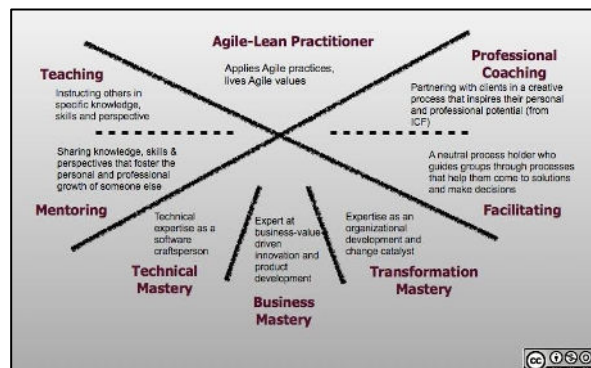 Agile-Lean Practitioner
Applies Agile practices,
lives Agile values
Teaching
Instructing others in
specific knowledge,
skills and perspective
Professional
Coaching
Partnering with clients in a creative
process that inspires their personal
and professional potential (from
ICF)
Sharing knowledge, skills &
perspectives that foster the
personal and professional
growth of someone else
Mentoring
A neutral process holder who
guides groups through processes
that help them come to solutions
and make decisions
Facilitating
Technical
expertise as a
software
craftsperson
Technical
Mastery
Expert at
business-value-
driven
innovation and
product
development
Business
Mastery
Expertise as an
organizational
development and
change catalyst
Transformation
Mastery
cc